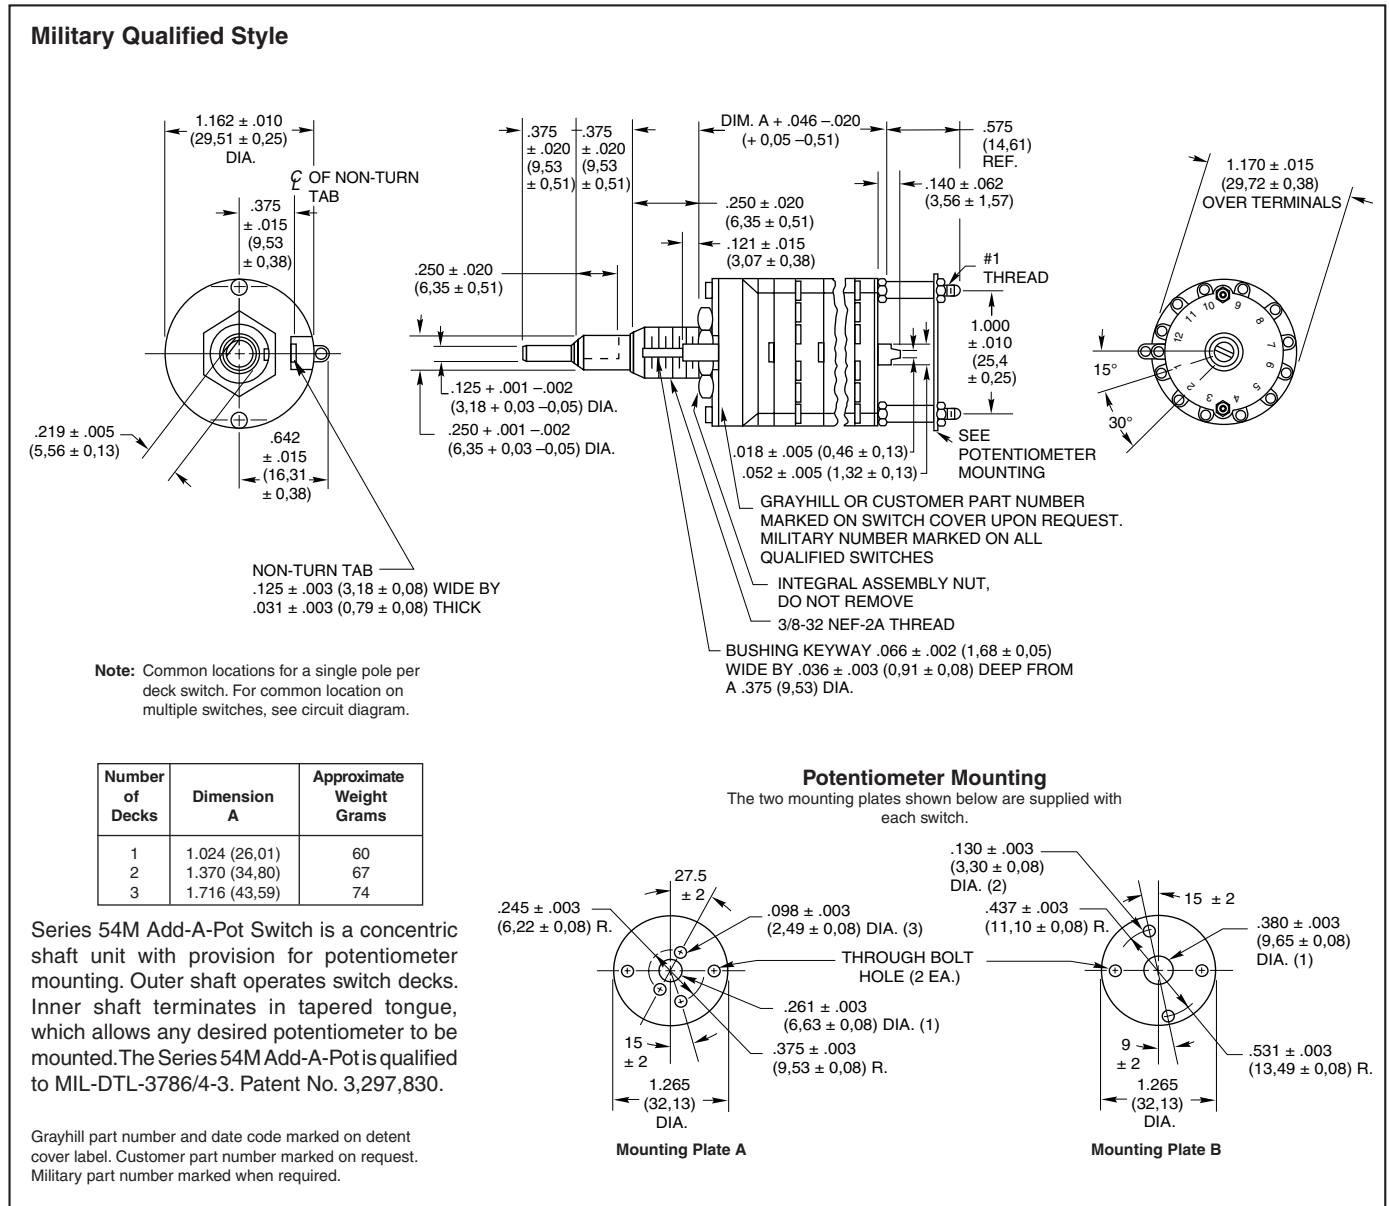 Military Qualified Style
1.162 ± .010
(29,51 ± 0,25)
DIA.
℄ OF NON-TURN
TAB
.375
± .015
(9,53
± 0,38)
.219 ± .005
(5,56 ± 0,13)
.642
± .015
(16,31
± 0,38)
NON-TURN TAB
.125 ± .003 (3,18 ± 0,08) WIDE BY
.031 ± .003 (0,79 ± 0,08) THICK
.375
± .020
(9,53
± 0,51)
.375
± .020
(9,53
± 0,51)
DIM. A + .046 –.020
(+ 0,05 –0,51)
.575
(14,61)
REF.
.140 ± .062
(3,56 ± 1,57)
.250 ± .020
(6,35 ± 0,51)
.121 ± .015
(3,07 ± 0,38)
.250 ± .020
(6,35 ± 0,51)
#1
THREAD
1.000
± .010
(25,4
± 0,25)
.125 + .001 –.002
(3,18 + 0,03 –0,05) DIA.
.250 + .001 –.002
(6,35 + 0,03 –0,05) DIA.
.018 ± .005 (0,46 ± 0,13)
.052 ± .005 (1,32 ± 0,13)
SEE
POTENTIOMETER
MOUNTING
GRAYHILL OR CUSTOMER PART NUMBER
MARKED ON SWITCH COVER UPON REQUEST.
MILITARY NUMBER MARKED ON ALL
QUALIFIED SWITCHES
INTEGRAL ASSEMBLY NUT,
DO NOT REMOVE
3/8-32 NEF-2A THREAD
BUSHING KEYWAY .066 ± .002 (1,68 ± 0,05)
WIDE BY .036 ± .003 (0,91 ± 0,08) DEEP FROM
A .375 (9,53) DIA.
1.170 ± .015
(29,72 ± 0,38)
OVER TERMINALS
1
2
3
4
5
6
7
8
9
10
11
12
15°
30°
Note: Common locations for a single pole per
deck switch. For common location on
multiple switches, see circuit diagram.
Number of Decks Dimension A Approximate Weight Grams
1 1.024 (26,01) 60
2 1.370 (34,80) 67
3 1.716 (43,59) 74
Series 54M Add-A-Pot Switch is a concentric
shaft unit with provision for potentiometer
mounting. Outer shaft operates switch decks.
Inner shaft terminates in tapered tongue,
which allows any desired potentiometer to be
mounted. The Series 54M Add-A-Pot is qualified
to MIL-DTL-3786/4-3. Patent No. 3,297,830.
Grayhill part number and date code marked on detent
cover label. Customer part number marked on request.
Military part number marked when required.
Potentiometer Mounting
The two mounting plates shown below are supplied with
each switch.
27.5
± 2
.245 ± .003
(6,22 ± 0,08) R.
.098 ± .003
(2,49 ± 0,08) DIA. (3)
THROUGH BOLT
HOLE (2 EA.)
.261 ± .003
(6,63 ± 0,08) DIA. (1)
.375 ± .003
(9,53 ± 0,08) R.
15
± 2
1.265
(32,13)
DIA.
Mounting Plate A
.130 ± .003
(3,30 ± 0,08)
DIA. (2)
15 ± 2
.437 ± .003
(11,10 ± 0,08) R.
.380 ± .003
(9,65 ± 0,08)
DIA. (1)
9
± 2
.531 ± .003
(13,49 ± 0,08) R.
1.265
(32,13)
DIA.
Mounting Plate B